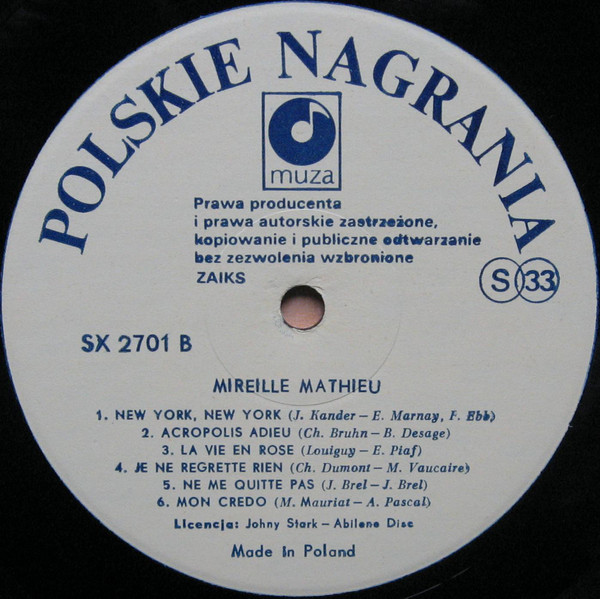 POLSKIE NAGRANIA
muza
Prawa producenta
i prawa autorskie zastrzeżone,
kopiowanie i publiczne odtwarzanie
bez zezwolenia wzbronione
ZAIKS
S 33
SX 2701 B
MIREILLE MATHIEU
1. NEW YORK, NEW YORK (J. Kander – E. Marnay, F. Ebb)
2. ACROPOLIS ADIEU (Ch. Bruhn – B. Desage)
3. LA VIE EN ROSE (Louiguy – E. Piaf)
4. JE NE REGRETTE RIEN (Ch. Dumont – M. Vaucaire)
5. NE ME QUITTE PAS (J. Brel – J. Brel)
6. MON CREDO (M. Mauriat – A. Pascal)
Licencja: Johny Stark – Abilene Disc
Made in Poland